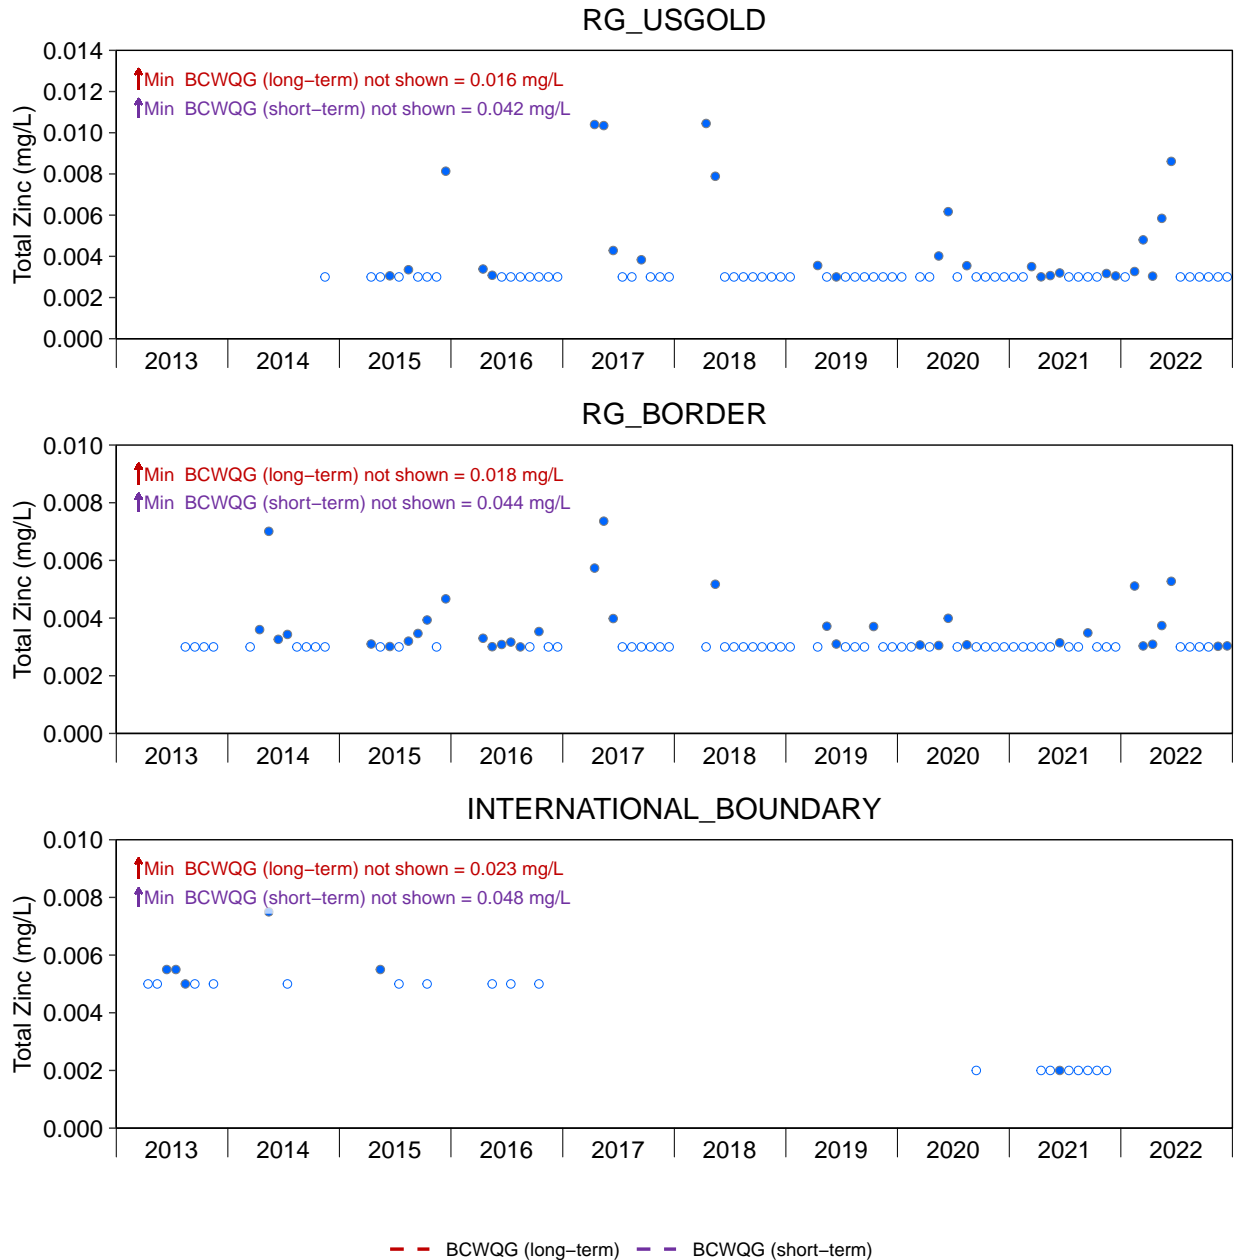 RG_USGOLD
Total Zinc (mg/L)
0.014
0.012
0.010
0.008
0.006
0.004
0.002
0.000
Min BCWQG (long−term) not shown = 0.016 mg/L
Min BCWQG (short−term) not shown = 0.042 mg/L
2013 2014 2015 2016 2017 2018 2019 2020 2021 2022
RG_BORDER
Total Zinc (mg/L)
0.010
0.008
0.006
0.004
0.002
0.000
Min BCWQG (long−term) not shown = 0.018 mg/L
Min BCWQG (short−term) not shown = 0.044 mg/L
2013 2014 2015 2016 2017 2018 2019 2020 2021 2022
INTERNATIONAL_BOUNDARY
Total Zinc (mg/L)
0.010
0.008
0.006
0.004
0.002
0.000
Min BCWQG (long−term) not shown = 0.023 mg/L
Min BCWQG (short−term) not shown = 0.048 mg/L
2013 2014 2015 2016 2017 2018 2019 2020 2021 2022
BCWQG (long−term) BCWQG (short−term)